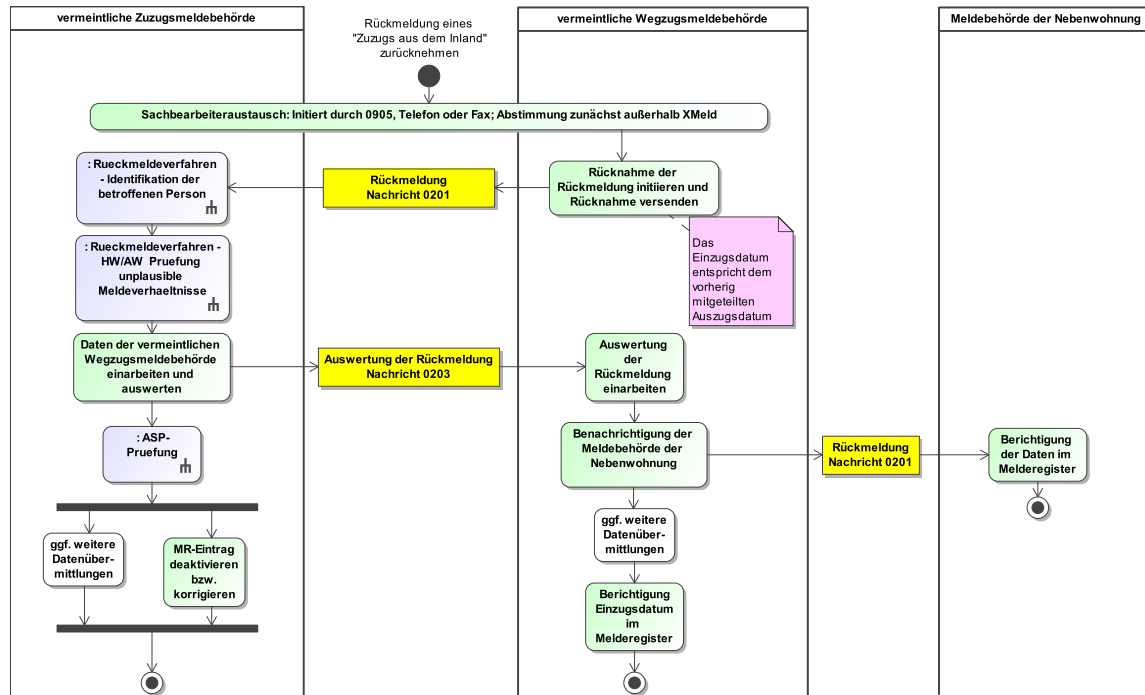 vermeintliche Zuzugsmeldebehörde
vermeintliche Wegzugsmeldbehörde
Meldebehörde der Nebenwohnung
Rückmeldung eines
"Zuzugs aus dem Inland"
zurücknehmen
Sachbearbeiteraustausch: Initiert durch 0905, Telefon oder Fax; Abstimmung zunächst außerhalb XMeld
: Rueckmeldeverfahren
- Identifikation der
betroffenen Person
Rückmeldung
Nachricht 0201
Rücknahme der
Rückmeldung initiieren und
Rücknahme versenden
Das
Einzugsdatum
entspricht dem
vorherig
mitgeteilten
Auszugsdatum
: Rueckmeldeverfahren -
HW/AW Pruefung
unplausible
Meldeverhaeltnisse
Daten der vermeintlichen
Wegzugsmeldebehörde
einarbeiten und
auswerten
Auswertung der Rückmeldung
Nachricht 0203
Auswertung
der
Rückmeldung
einarbeiten
: ASP-
Pruefung
Benachrichtigung der
Meldebehörde der
Nebenwohnung
Rückmeldung
Nachricht 0201
Berichtigung
der Daten im
Melderegister
ggf. weitere
Datenüber-
mittlungen
MR-Eintrag
deaktivieren
bzw.
korrigieren
ggf. weitere
Datenüber-
mittlungen
Berichtigung
Einzugsdatum
im
Melderegister